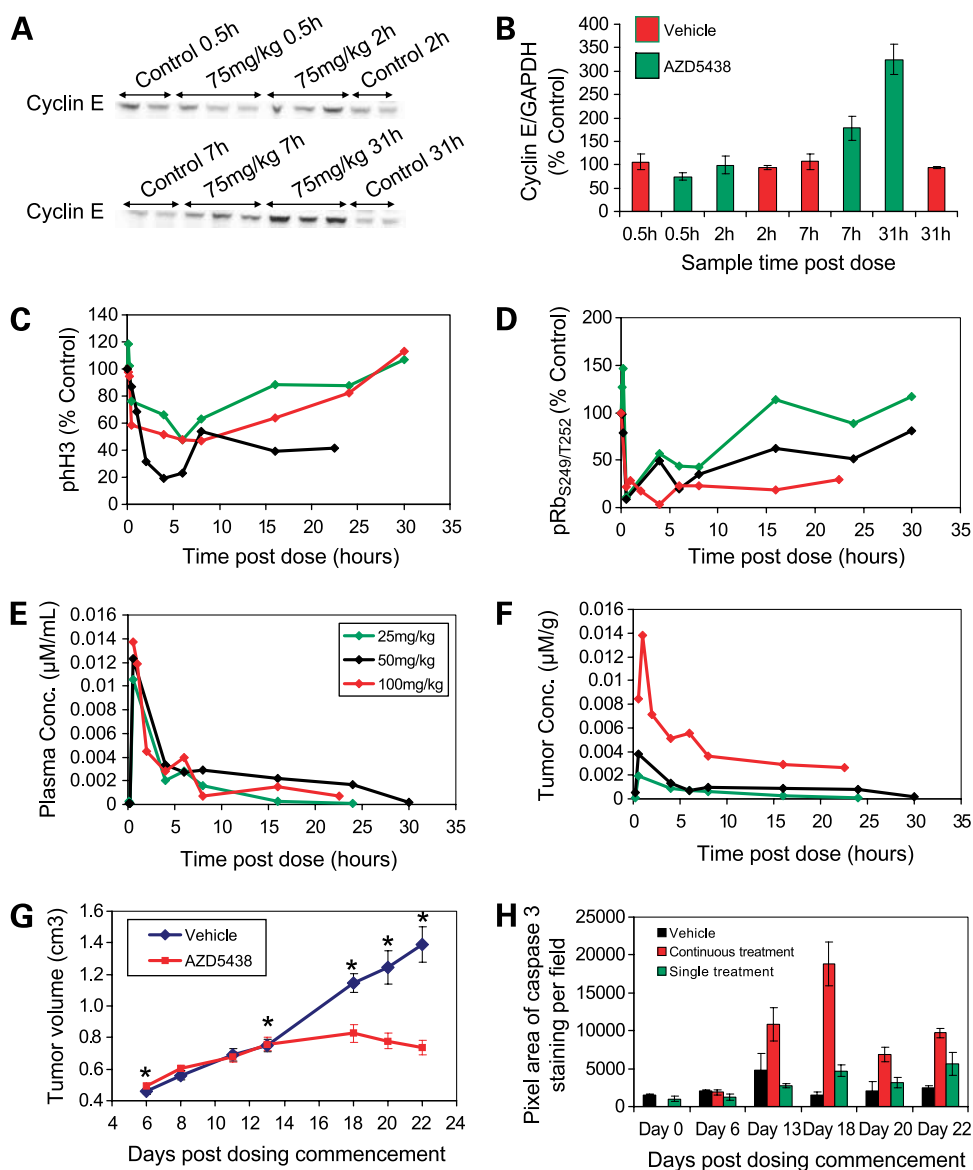 A
Control 0.5h
75mg/kg 0.5h
75mg/kg 2h
Control 2h
Cyclin E
Control 7h
75mg/kg 7h
75mg/kg 31h
Control 31h
Cyclin E
B
Vehicle
AZD5438
Cyclin E/GAPDH
(% Control)
400
350
300
250
200
150
100
50
0
0.5h 0.5h 2h 2h 7h 7h 31h 31h
Sample time post dose
C
phH3 (% Control)
140
120
100
80
60
40
20
0
0 5 10 15 20 25 30 35
Time post dose (hours)
D
pRbS249/T252 (% Control)
200
150
100
50
0
0 5 10 15 20 25 30 35
Time post dose (hours)
E
Plasma Conc. (µM/mL)
0.016
0.014
0.012
0.01
0.008
0.006
0.004
0.002
0
25mg/kg
50mg/kg
100mg/kg
0 5 10 15 20 25 30 35
Time post dose (hours)
F
Tumor Conc. (µM/g)
0.016
0.014
0.012
0.01
0.008
0.006
0.004
0.002
0
0 5 10 15 20 25 30 35
Time post dose (hours)
G
Tumor volume (cm3)
1.6
1.4
1.2
1.0
0.8
0.6
0.4
Vehicle
AZD5438
* * * * *
4 6 8 10 12 14 16 18 20 22 24
Days post dosing commencement
H
Pixel area of caspase 3
staining per field
25000
20000
15000
10000
5000
0
Vehicle
Continuous treatment
Single treatment
Day 0 Day 6 Day 13 Day 18 Day 20 Day 22
Days post dosing commencement